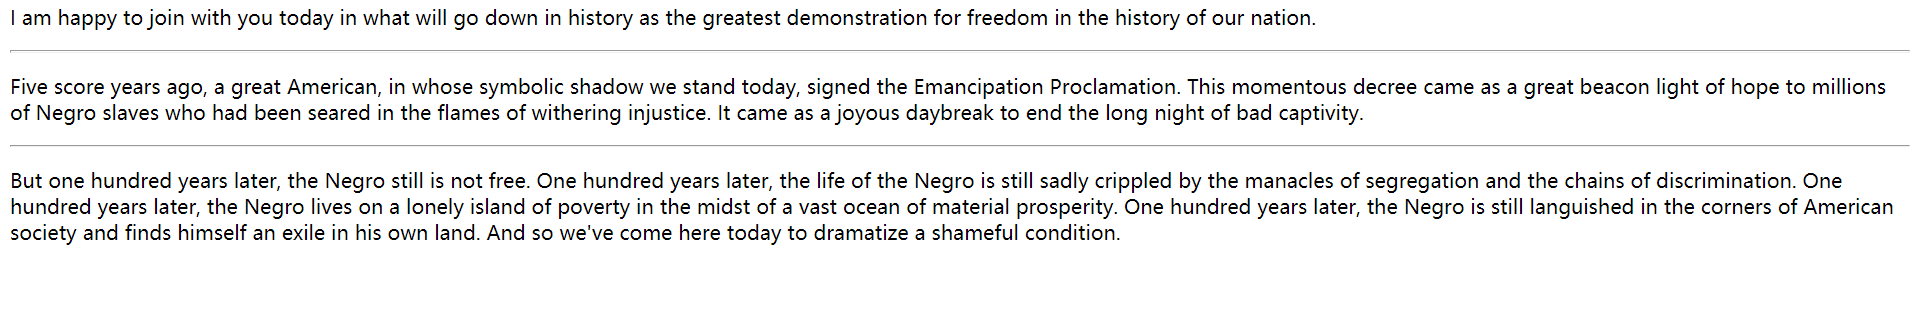 I am happy to join with you today in what will go down in history as the greatest demonstration for freedom in the history of our nation.
Five score years ago, a great American, in whose symbolic shadow we stand today, signed the Emancipation Proclamation. This momentous decree came as a great beacon light of hope to millions
of Negro slaves who had been seared in the flames of withering injustice. It came as a joyous daybreak to end the long night of bad captivity.
But one hundred years later, the Negro still is not free. One hundred years later, the life of the Negro is still sadly crippled by the manacles of segregation and the chains of discrimination. One
hundred years later, the Negro lives on a lonely island of poverty in the midst of a vast ocean of material prosperity. One hundred years later, the Negro is still languished in the corners of American
society and finds himself an exile in his own land. And so we've come here today to dramatize a shameful condition.